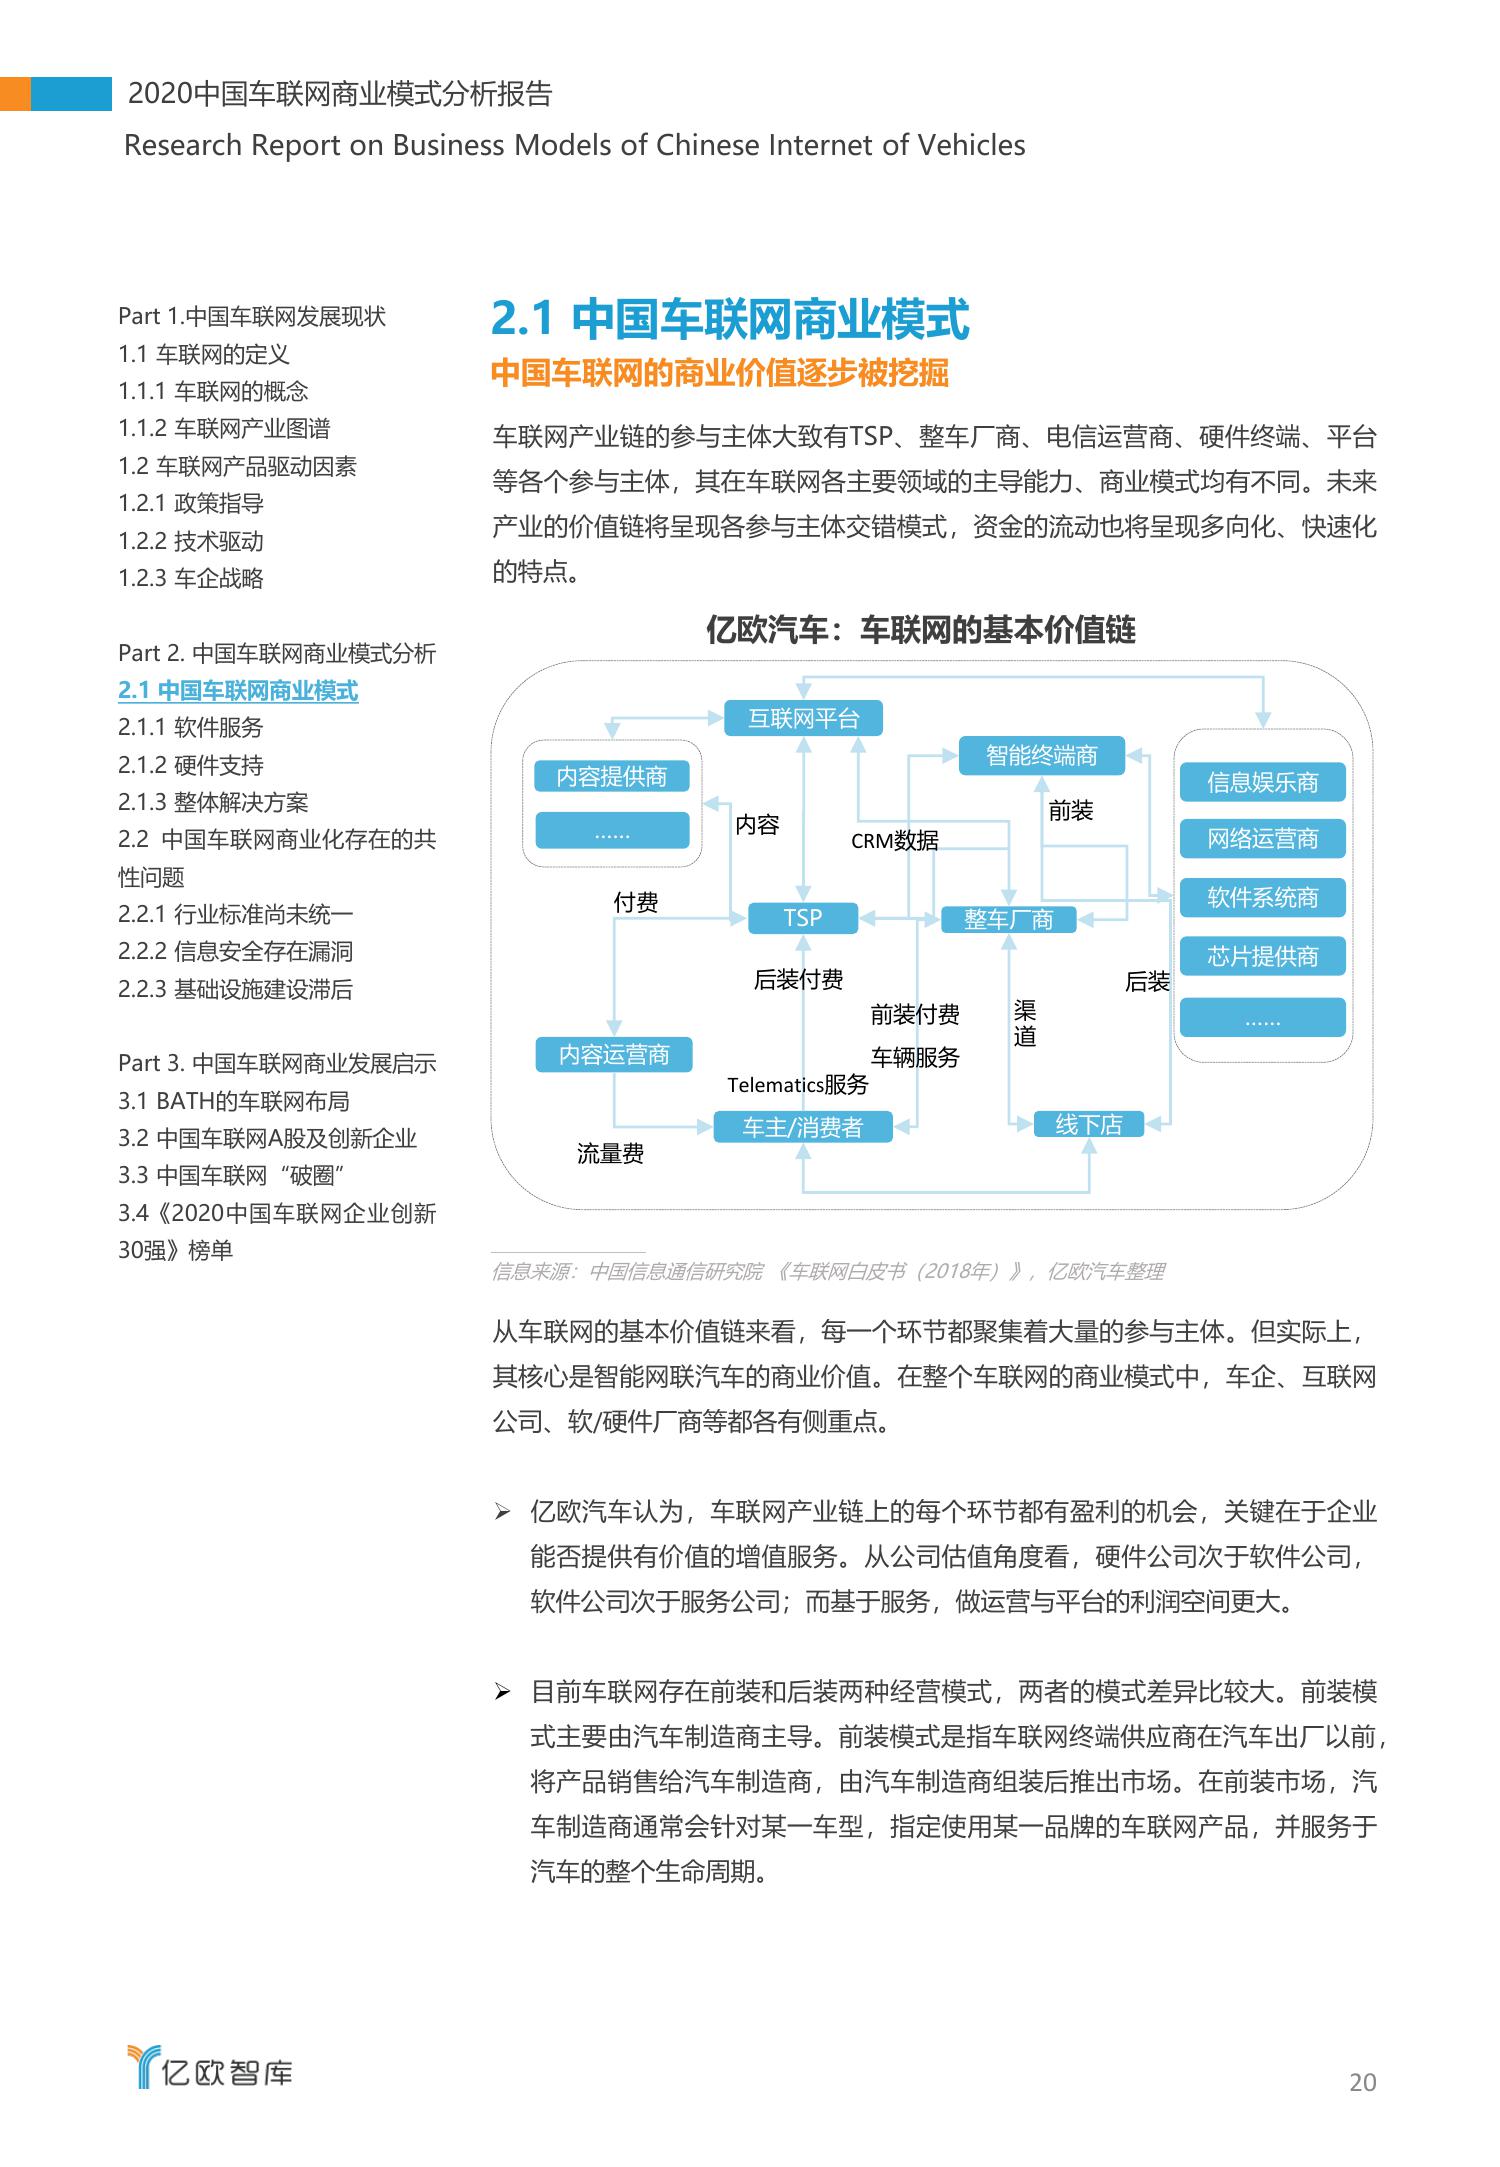 2020中国车联网商业模式分析报告
Research Report on Business Models of Chinese Internet of Vehicles
Part 1.中国车联网发展现状
1.1 车联网的定义
1.1.1 车联网的概念
1.1.2 车联网产业图谱
1.2 车联网产品驱动因素
1.2.1 政策指导
1.2.2 技术驱动
1.2.3 车企战略
Part 2. 中国车联网商业模式分析
2.1 中国车联网商业模式
2.1.1 软件服务
2.1.2 硬件支持
2.1.3 整体解决方案
2.2 中国车联网商业化存在的共
性问题
2.2.1 行业标准尚未统一
2.2.2 信息安全存在漏洞
2.2.3 基础设施建设滞后
Part 3. 中国车联网商业发展启示
3.1 BATH的车联网布局
3.2 中国车联网A股及创新企业
3.3 中国车联网“破圈”
3.4《2020中国车联网企业创新
30强》榜单
2.1 中国车联网商业模式
中国车联网的商业价值逐步被挖掘
车联网产业链的参与主体大致有TSP、整车厂商、电信运营商、硬件终端、平台
等各个参与主体，其在车联网各主要领域的主导能力、商业模式均有不同。未来
产业的价值链将呈现各参与主体交错模式，资金的流动也将呈现多向化、快速化
的特点。
亿欧汽车：车联网的基本价值链
互联网平台
智能终端商
内容提供商
......
信息娱乐商
网络运营商
软件系统商
芯片提供商
......
内容
CRM数据
前装
付费
TSP
整车厂商
后装付费
后装
前装付费
渠
道
内容运营商
车辆服务
Telematics服务
车主/消费者
线下店
流量费
信息来源：中国信息通信研究院 《车联网白皮书（2018年）》，亿欧汽车整理
从车联网的基本价值链来看，每一个环节都聚集着大量的参与主体。但实际上，
其核心是智能网联汽车的商业价值。在整个车联网的商业模式中，车企、互联网
公司、软/硬件厂商等都各有侧重点。
➢ 亿欧汽车认为，车联网产业链上的每个环节都有盈利的机会，关键在于企业
能否提供有价值的增值服务。从公司估值角度看，硬件公司次于软件公司，
软件公司次于服务公司；而基于服务，做运营与平台的利润空间更大。
➢ 目前车联网存在前装和后装两种经营模式，两者的模式差异比较大。前装模
式主要由汽车制造商主导。前装模式是指车联网终端供应商在汽车出厂以前，
将产品销售给汽车制造商，由汽车制造商组装后推出市场。在前装市场，汽
车制造商通常会针对某一车型，指定使用某一品牌的车联网产品，并服务于
汽车的整个生命周期。
亿欧智库
20